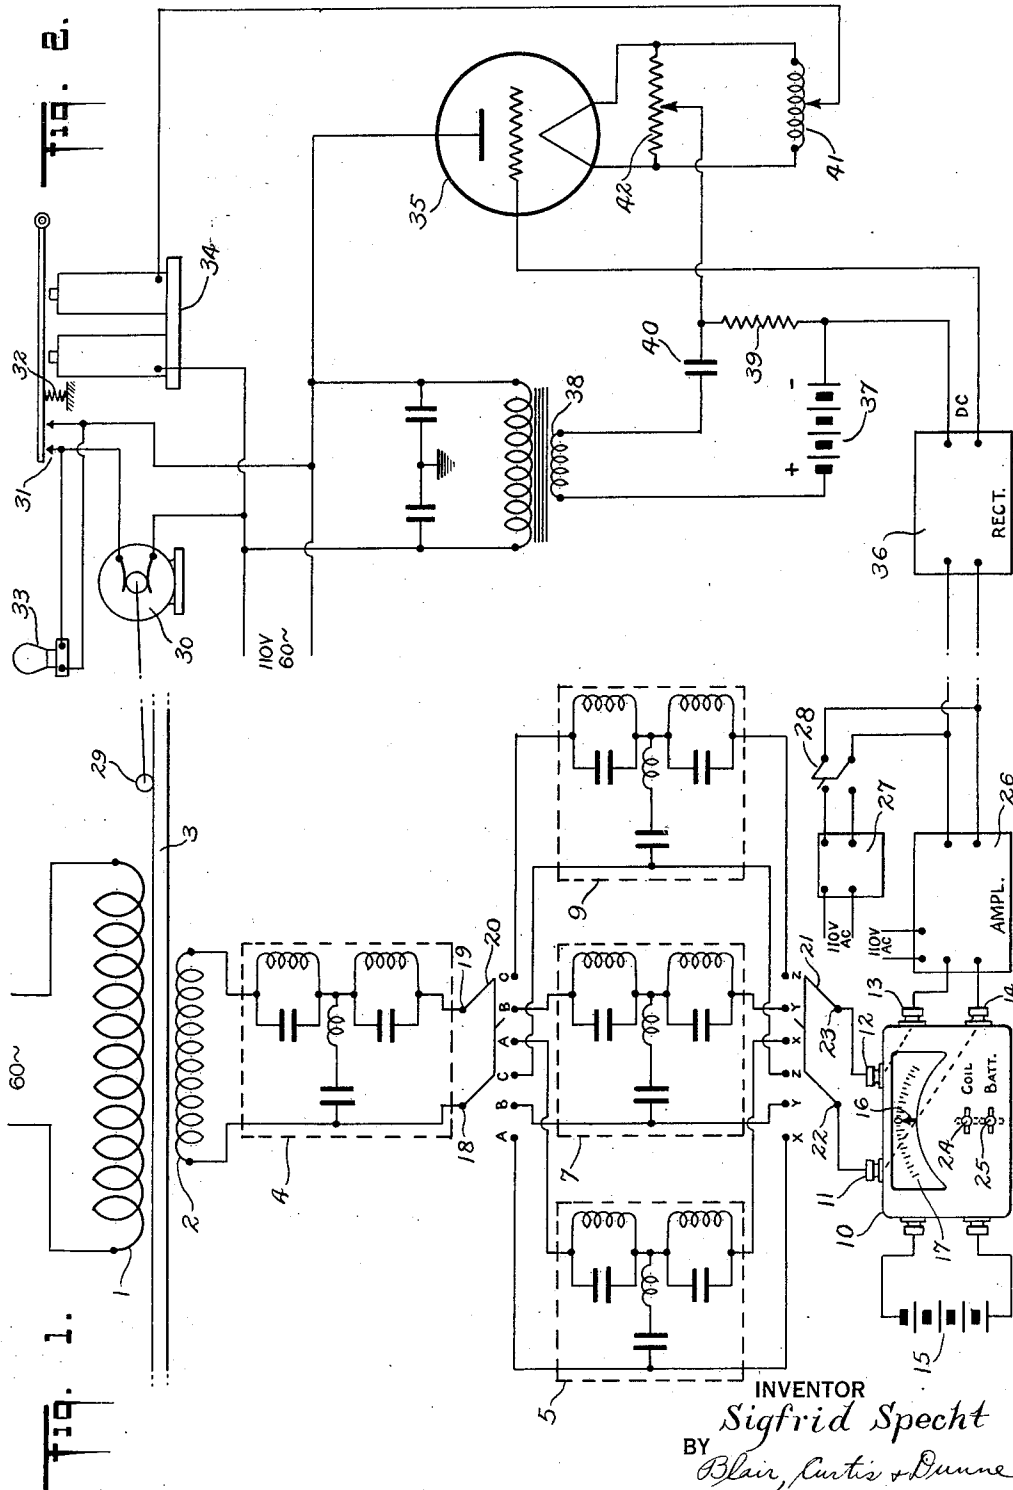 Fig. 2.
33
31
32
34
30
110V
60~
35
42
41
40
39
38
37
+ -
DC
36
RECT.
29
3
60~
1
2
4
19
20
18
A B C A B C
9
7
5
X Y Z X Y Z
21
23
22
28
27
110V
AC
26
AMPL.
110V
AC
13
14
12
11
16
COIL
BATT.
24
25
10
17
15
Fig. 1.
INVENTOR
Sigfrid Specht
BY
Blair, Curtis + Dunne